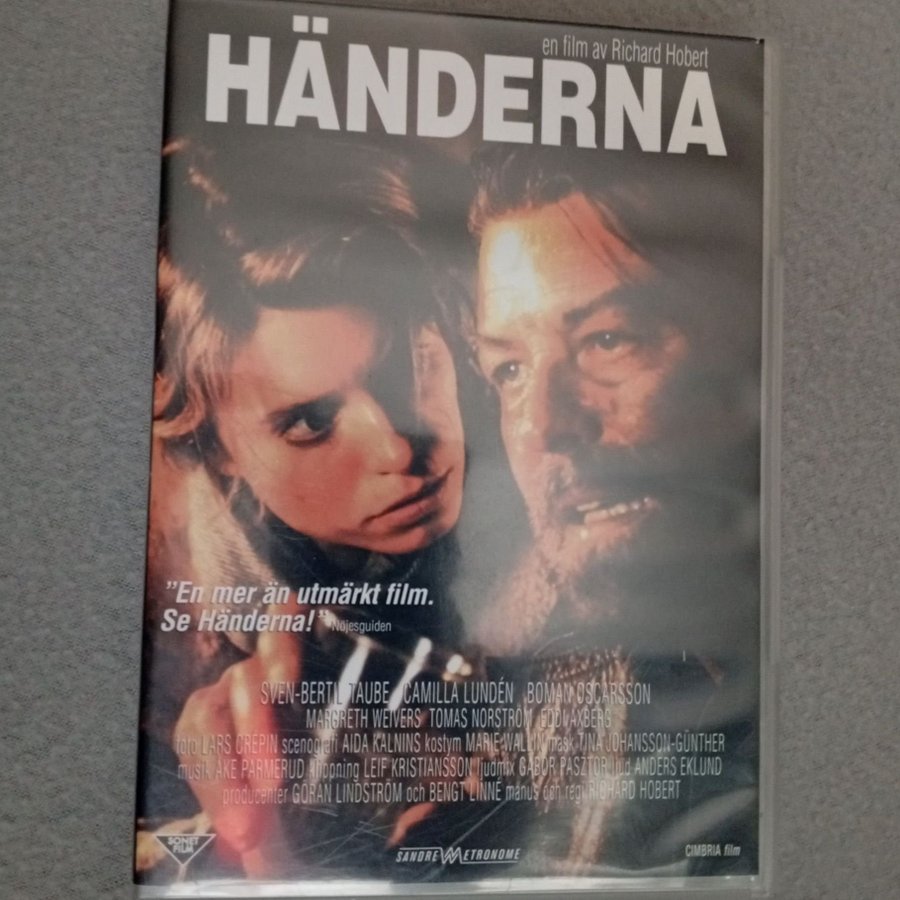 en film av Richard Hobert
HÄNDERNA
"En mer än utmärkt film.
Se Händerna!" Nöjesguiden
SVEN-BERTIL TAUBE CAMILLA LUNDÉN BOMAN OSCARSSON
MARGRETH WEIVERS TOMAS NORSTRÖM EDDI AXBERG
foto LARS CREPIN scenografi AIDA KALNINS kostym MARIE WALLIN mask TINA JOHANSSON-GÜNTHER
musik ÅKE PARMERUD klippning LEIF KRISTIANSSON ljudmix GABOR PASZTOR ljud ANDERS EKLUND
producenter GÖRAN LINDSTRÖM och BENGT LINNÉ manus och regi RICHARD HOBERT
SONET
FILM
SANDREW METRONOME
CIMBRIA film